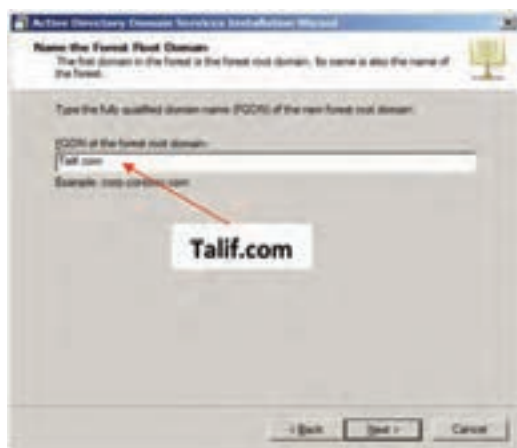 Active Directory Domain Services Installation Wizard
Name the Forest Root Domain
The first domain in the forest is the forest root domain. Its name is also the name of
the forest.
Type the fully qualified domain name (FQDN) of the new forest root domain.
FQDN of the forest root domain:
Talif.com
Example: corp.contoso.com
Talif.com
< Back
Next >
Cancel